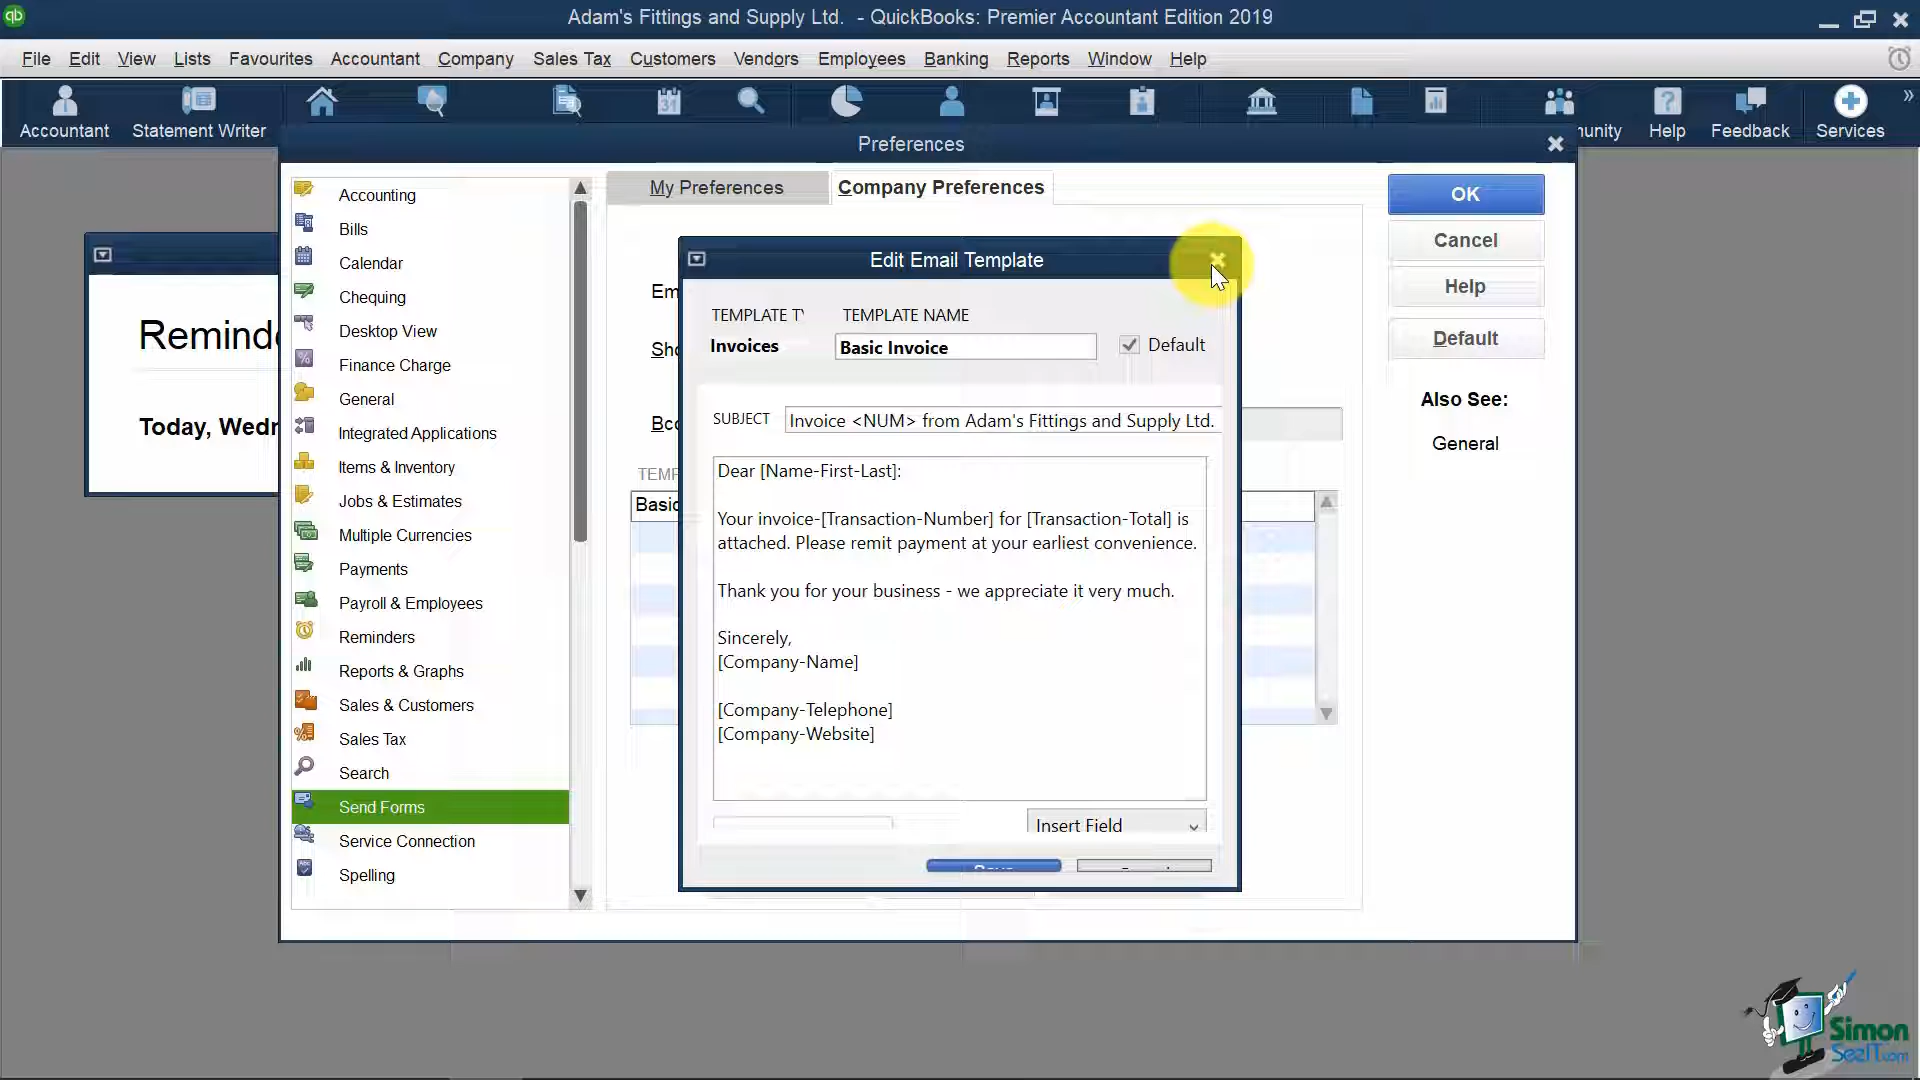 qb
Adam's Fittings and Supply Ltd. - QuickBooks: Premier Accountant Edition 2019
File Edit View Lists Favourites Accountant Company Sales Tax Customers Vendors Employees Banking Reports Window Help
31
Accountant Statement Writer Help Feedback Services
Preferences
My Preferences Company Preferences
OK
Cancel
Help
Default
Also See:
General
Accounting
Bills
Calendar
Chequing
Desktop View
Finance Charge
General
Integrated Applications
Items & Inventory
Jobs & Estimates
Multiple Currencies
Payments
Payroll & Employees
Reminders
Reports & Graphs
Sales & Customers
Sales Tax
Search
Send Forms
Service Connection
Spelling
Today,
Bcc
Basic
Edit Email Template
TEMPLATE TY TEMPLATE NAME
Invoices Basic Invoice Default
SUBJECT Invoice <NUM> from Adam's Fittings and Supply Ltd.
Dear [Name-First-Last]:
Your invoice-[Transaction-Number] for [Transaction-Total] is
attached. Please remit payment at your earliest convenience.
Thank you for your business - we appreciate it very much.
Sincerely,
[Company-Name]
[Company-Telephone]
[Company-Website]
Insert Field
Simon
SezIT.com